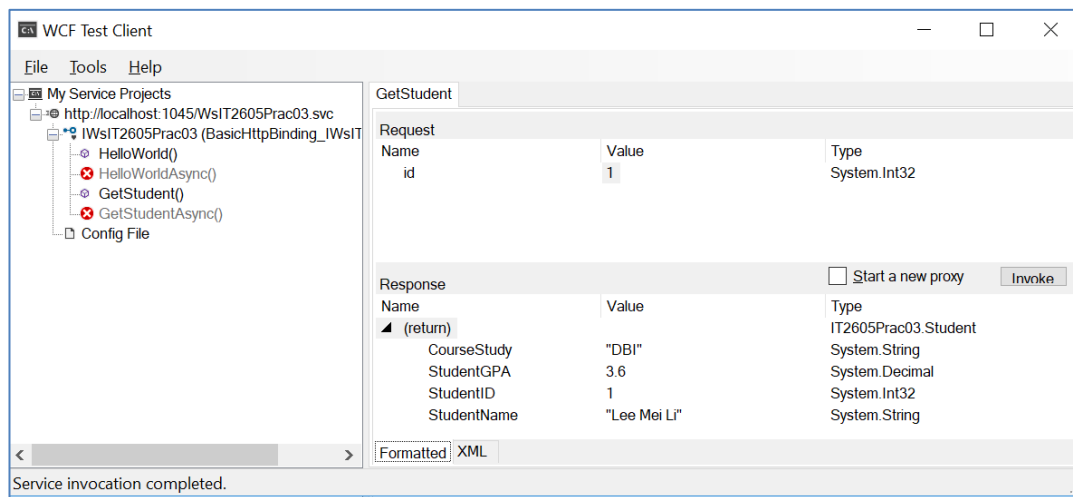 WCF Test Client
File Tools Help
My Service Projects
http://localhost:1045/WsIT2605Prac03.svc
IWsIT2605Prac03 (BasicHttpBinding_IWsIT
HelloWorld()
HelloWorldAsync()
GetStudent()
GetStudentAsync()
Config File
GetStudent
Request
Name Value Type
id 1 System.Int32
Response Start a new proxy Invoke
Name Value Type
(return) IT2605Prac03.Student
CourseStudy "DBI" System.String
StudentGPA 3.6 System.Decimal
StudentID 1 System.Int32
StudentName "Lee Mei Li" System.String
Formatted XML
Service invocation completed.